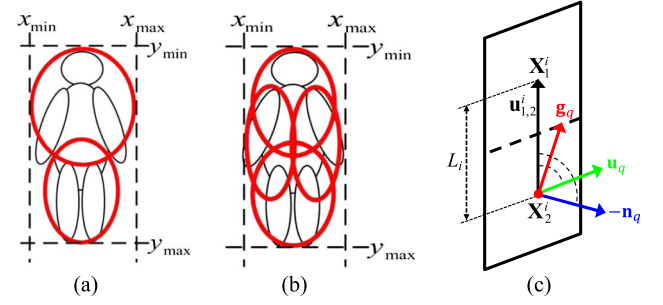 x_min x_max x_min x_max
y_min y_min
X_1^i
u_{1,2}^i g_q
L_i
u_q
X_2^i −n_q
y_max y_max
(a) (b) (c)